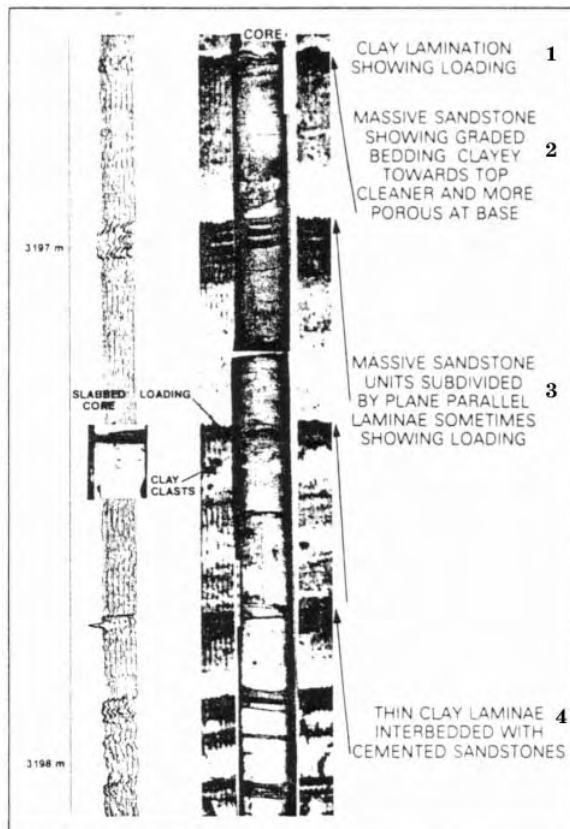 CORE
CLAY LAMINATION 1
SHOWING LOADING
MASSIVE SANDSTONE
SHOWING GRADED
BEDDING CLAYEY 2
TOWARDS TOP
CLEANER AND MORE
POROUS AT BASE
3197 m
MASSIVE SANDSTONE
UNITS SUBDIVIDED 3
BY PLANE PARALLEL
LAMINAE SOMETIMES
SHOWING LOADING
SLABBED LOADING
CORE
CLAY
CLASTS
THIN CLAY LAMINAE 4
INTERBEDDED WITH
CEMENTED SANDSTONES
3198 m